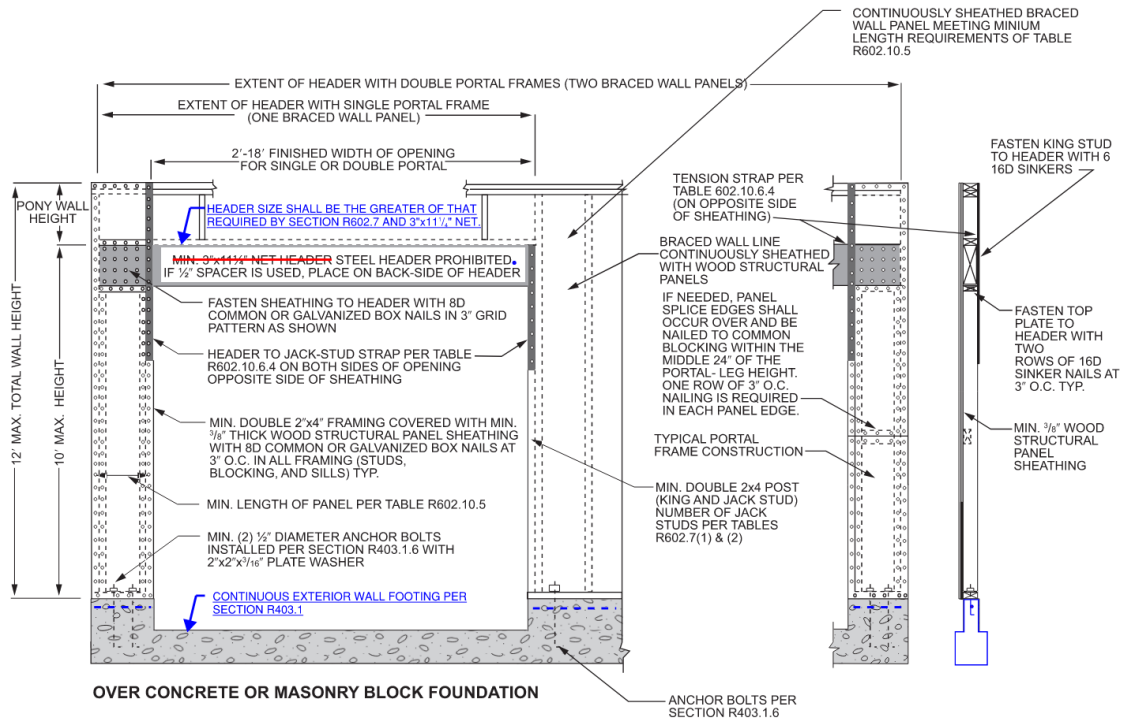 CONTINUOUSLY SHEATHED BRACED
WALL PANEL MEETING MINIUM
LENGTH REQUIREMENTS OF TABLE
R602.10.5
EXTENT OF HEADER WITH DOUBLE PORTAL FRAMES (TWO BRACED WALL PANELS)
EXTENT OF HEADER WITH SINGLE PORTAL FRAME
(ONE BRACED WALL PANEL)
2'-18' FINISHED WIDTH OF OPENING
FOR SINGLE OR DOUBLE PORTAL
FASTEN KING STUD
TO HEADER WITH 6
16D SINKERS
TENSION STRAP PER
TABLE 602.10.6.4
(ON OPPOSITE SIDE
OF SHEATHING)
PONY WALL
HEIGHT
HEADER SIZE SHALL BE THE GREATER OF THAT
REQUIRED BY SECTION R602.7 AND 3"x11¼" NET.
MIN. 3"x11¼" NET HEADER STEEL HEADER PROHIBITED.
IF ½" SPACER IS USED, PLACE ON BACK-SIDE OF HEADER
BRACED WALL LINE
CONTINUOUSLY SHEATHED
WITH WOOD STRUCTURAL
PANELS
12' MAX. TOTAL WALL HEIGHT
10' MAX. HEIGHT
FASTEN SHEATHING TO HEADER WITH 8D
COMMON OR GALVANIZED BOX NAILS IN 3" GRID
PATTERN AS SHOWN
IF NEEDED, PANEL
SPLICE EDGES SHALL
OCCUR OVER AND BE
NAILED TO COMMON
BLOCKING WITHIN THE
MIDDLE 24" OF THE
PORTAL- LEG HEIGHT.
ONE ROW OF 3" O.C.
NAILING IS REQUIRED
IN EACH PANEL EDGE.
FASTEN TOP
PLATE TO
HEADER WITH
TWO
ROWS OF 16D
SINKER NAILS AT
3" O.C. TYP.
HEADER TO JACK-STUD STRAP PER TABLE
R602.10.6.4 ON BOTH SIDES OF OPENING
OPPOSITE SIDE OF SHEATHING
MIN. DOUBLE 2"x4" FRAMING COVERED WITH MIN.
3/8" THICK WOOD STRUCTURAL PANEL SHEATHING
WITH 8D COMMON OR GALVANIZED BOX NAILS AT
3" O.C. IN ALL FRAMING (STUDS,
BLOCKING, AND SILLS) TYP.
TYPICAL PORTAL
FRAME CONSTRUCTION
MIN. 3/8" WOOD
STRUCTURAL
PANEL
SHEATHING
MIN. LENGTH OF PANEL PER TABLE R602.10.5
MIN. DOUBLE 2x4 POST
(KING AND JACK STUD)
NUMBER OF JACK
STUDS PER TABLES
R602.7(1) & (2)
MIN. (2) ½" DIAMETER ANCHOR BOLTS
INSTALLED PER SECTION R403.1.6 WITH
2"x2"x3/16" PLATE WASHER
CONTINUOUS EXTERIOR WALL FOOTING PER
SECTION R403.1
OVER CONCRETE OR MASONRY BLOCK FOUNDATION
ANCHOR BOLTS PER
SECTION R403.1.6